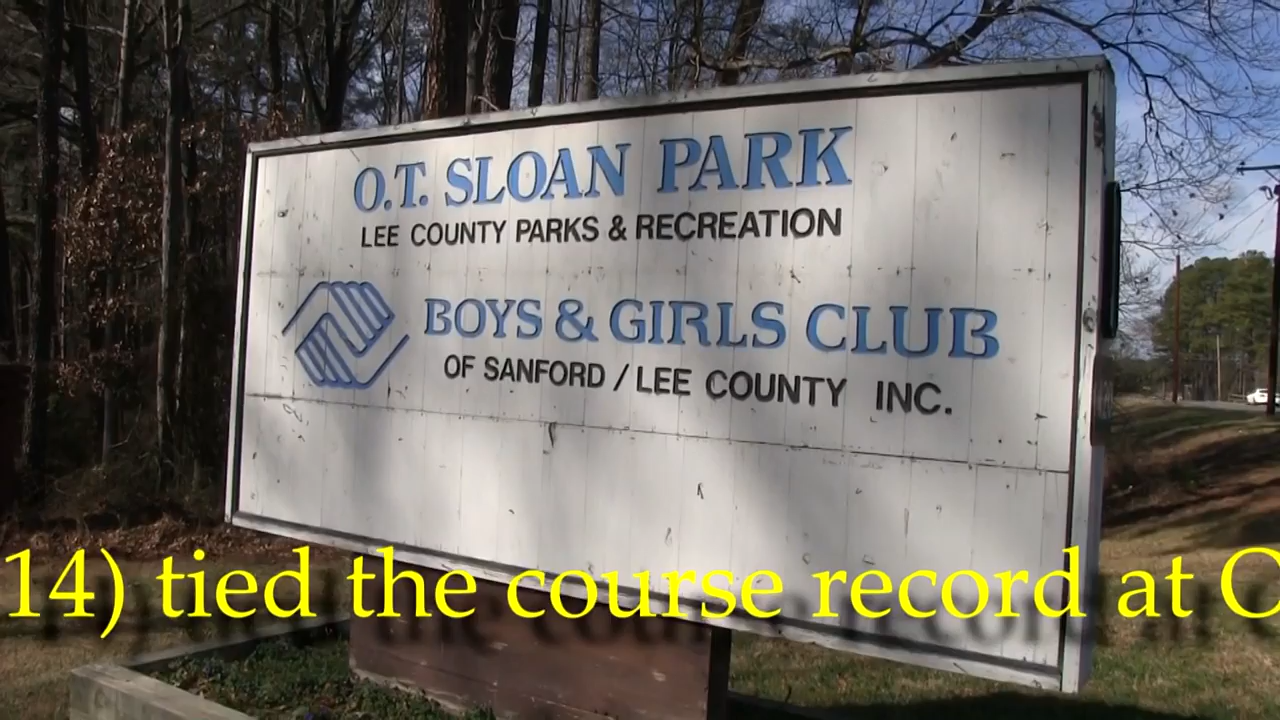 O.T. SLOAN PARK
LEE COUNTY PARKS & RECREATION
BOYS & GIRLS CLUB
OF SANFORD / LEE COUNTY INC.
14) tied the course record at O